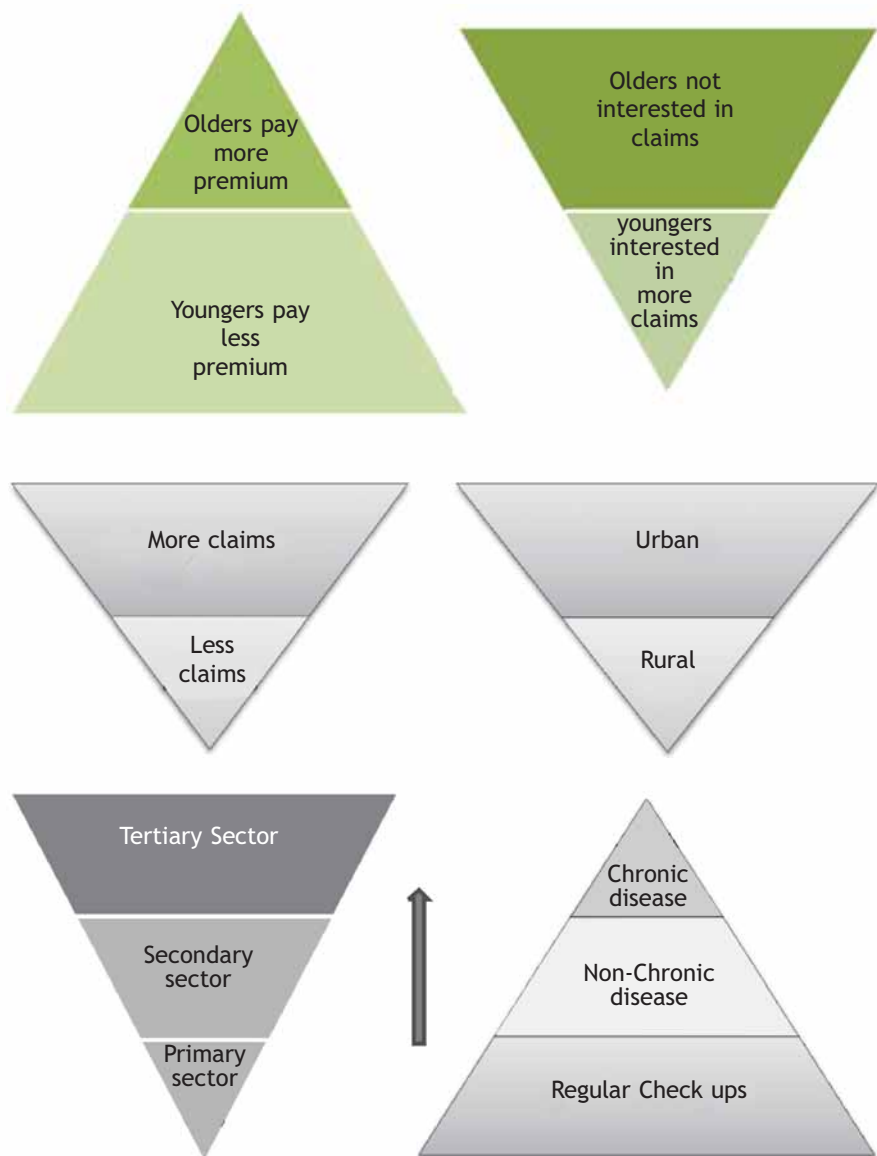 Olders pay
more
premium
Youngers pay
less
premium
Olders not
interested in
claims
youngers
interested
in
more
claims
More claims
Less
claims
Urban
Rural
Tertiary Sector
Secondary
sector
Primary
sector
Chronic
disease
Non-Chronic
disease
Regular Check ups